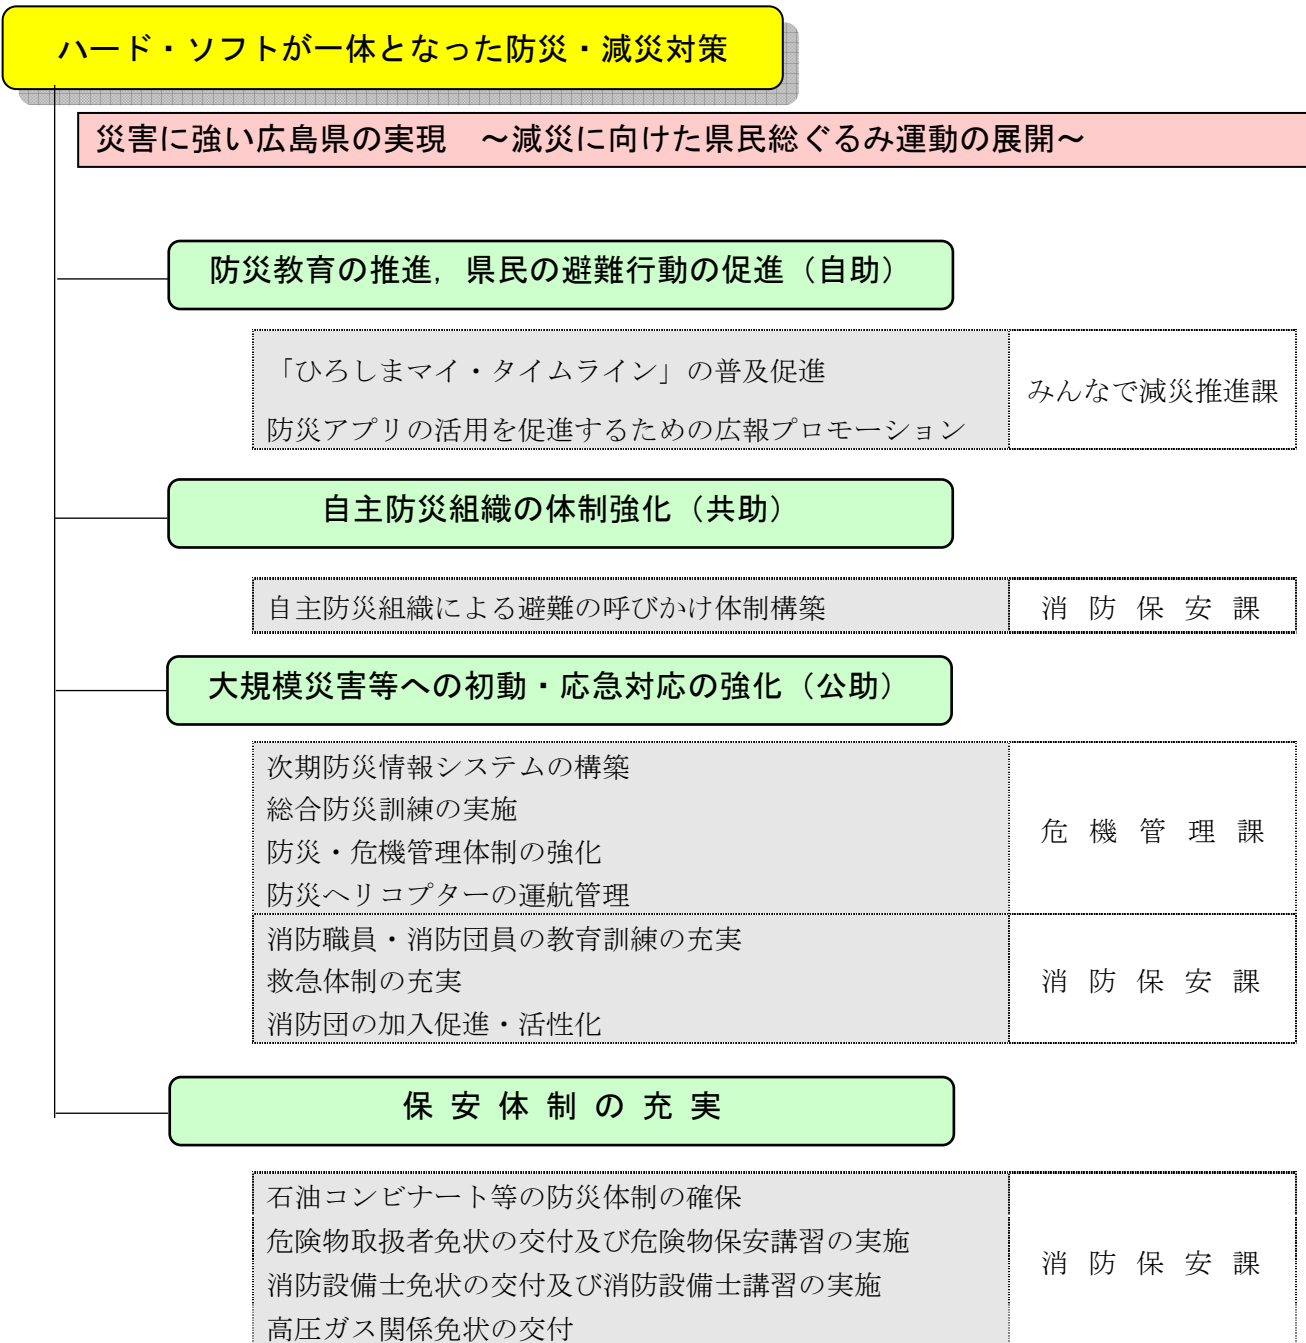 ハード・ソフトが一体となった防災・減災対策
災害に強い広島県の実現　～減災に向けた県民総ぐるみ運動の展開～
防災教育の推進，県民の避難行動の促進（自助）
「ひろしまマイ・タイムライン」の普及促進
防災アプリの活用を促進するための広報プロモーション
みんなで減災推進課
自主防災組織の体制強化（共助）
自主防災組織による避難の呼びかけ体制構築
消防保安課
大規模災害等への初動・応急対応の強化（公助）
次期防災情報システムの構築
総合防災訓練の実施
防災・危機管理体制の強化
防災ヘリコプターの運航管理
危機管理課
消防職員・消防団員の教育訓練の充実
救急体制の充実
消防団の加入促進・活性化
消防保安課
保安体制の充実
石油コンビナート等の防災体制の確保
危険物取扱者免状の交付及び危険物保安講習の実施
消防設備士免状の交付及び消防設備士講習の実施
高圧ガス関係免状の交付
消防保安課